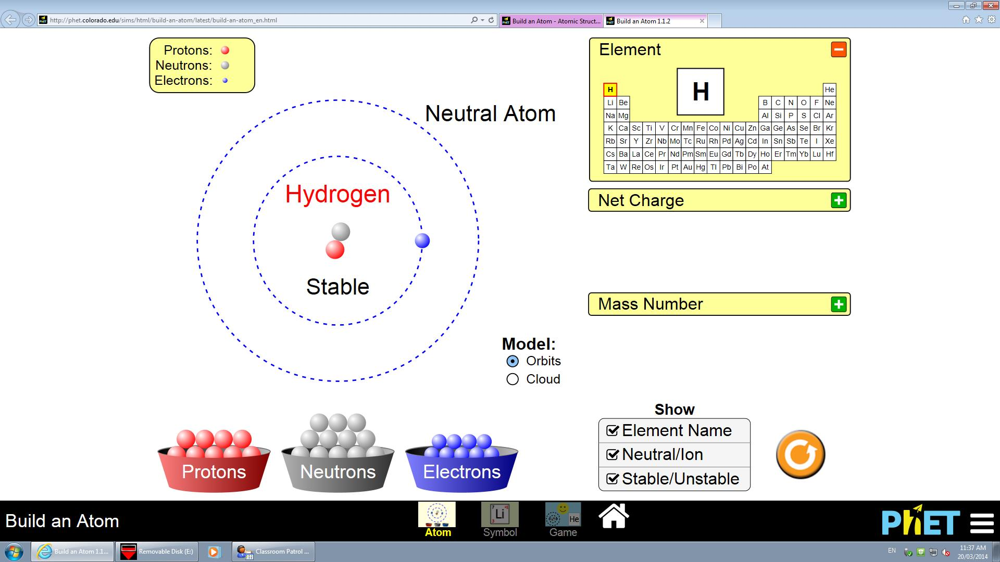 http://phet.colorado.edu/sims/html/build-an-atom/latest/build-an-atom_en.html
Build an Atom - Atomic Struct...
Build an Atom 1.1.2
Protons:
Neutrons:
Electrons:
Neutral Atom
Hydrogen
Stable
Element
H
H He
Li Be B C N O F Ne
Na Mg Al Si P S Cl Ar
K Ca Sc Ti V Cr Mn Fe Co Ni Cu Zn Ga Ge As Se Br Kr
Rb Sr Y Zr Nb Mo Tc Ru Rh Pd Ag Cd In Sn Sb Te I Xe
Cs Ba La Ce Pr Nd Pm Sm Eu Gd Tb Dy Ho Er Tm Yb Lu Hf
Ta W Re Os Ir Pt Au Hg Tl Pb Bi Po At
Net Charge
Mass Number
Model:
Orbits
Cloud
Protons
Neutrons
Electrons
Show
Element Name
Neutral/Ion
Stable/Unstable
Build an Atom
7 +1
Li
3
He
Atom
Symbol
Game
PhET
Build an Atom 1.1...
Removable Disk (E:)
Classroom Patrol ...
EN
11:37 AM
20/03/2014